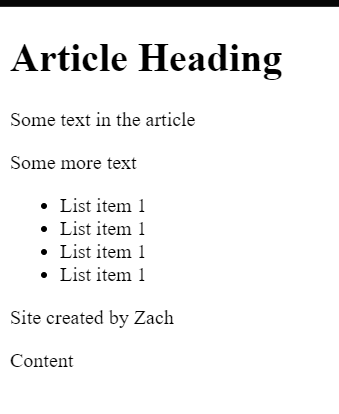 Article Heading
Some text in the article
Some more text
List item 1
List item 1
List item 1
List item 1
Site created by Zach
Content